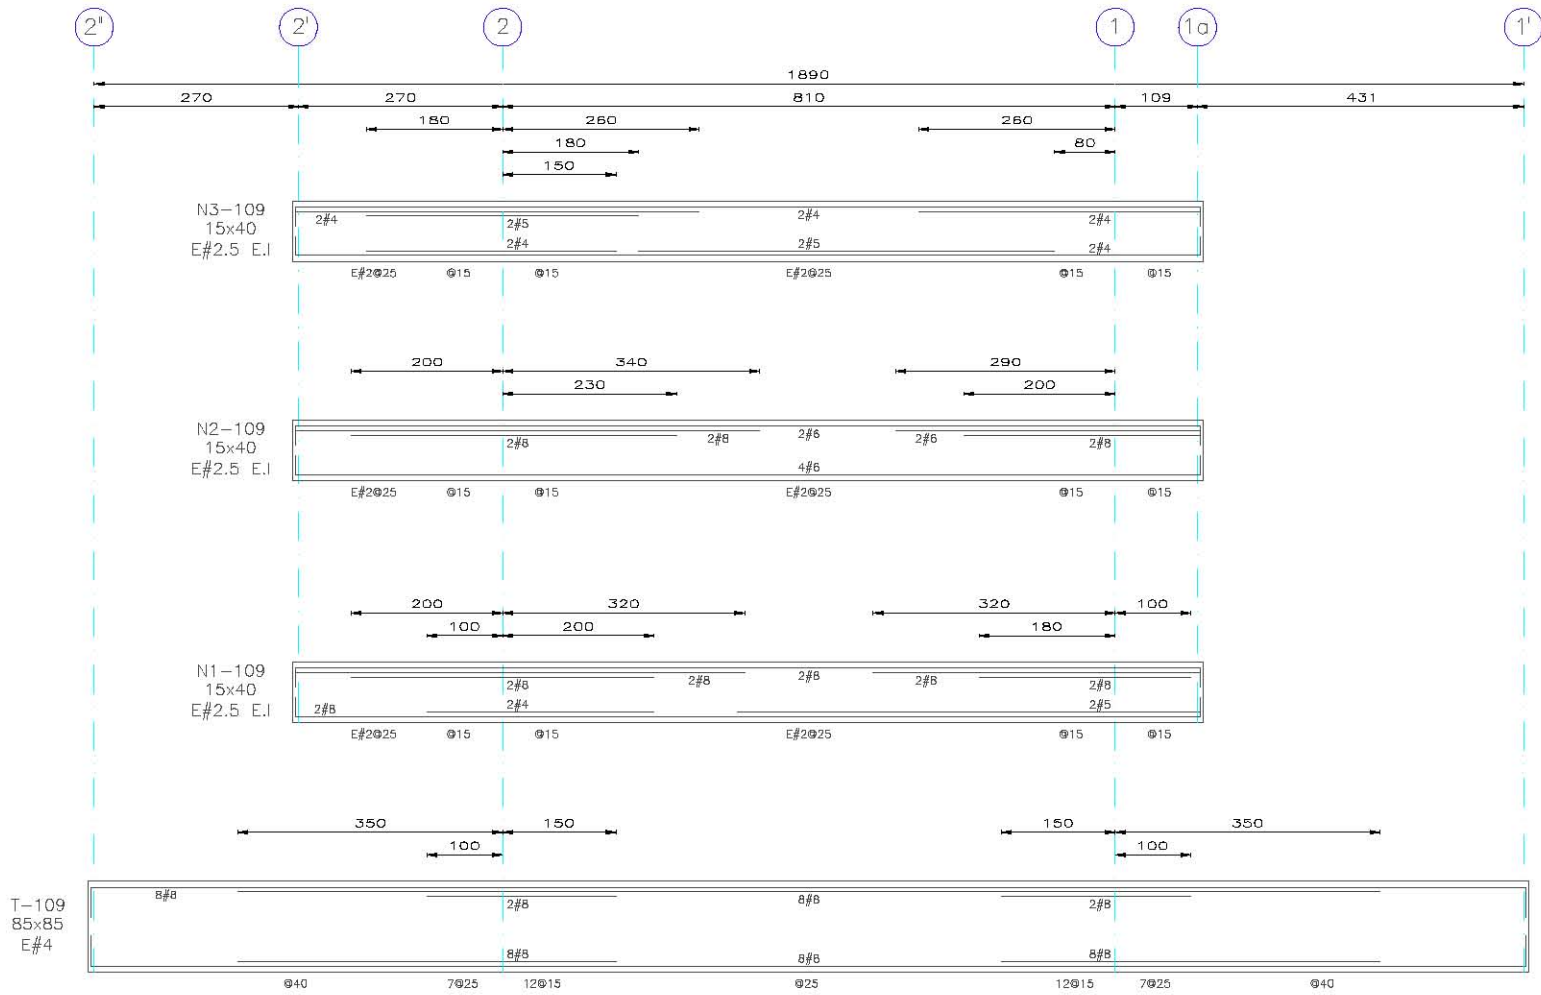 2" 2' 2 1 1a 1'
1890
270 270 810 109 431
180 260 260
180 80
150
N3-109
15x40
E#2.5 E.I
2#4 2#5 2#4 2#4
2#4 2#5 2#4
E#2@25 @15 @15 E#2@25 @15 @15
200 340 290
230 200
N2-109
15x40
E#2.5 E.I
2#8 2#8 2#6 2#6 2#8
4#6
E#2@25 @15 @15 E#2@25 @15 @15
200 320 320 100
100 200 180
N1-109
15x40
E#2.5 E.I
2#8 2#8 2#8 2#8 2#8
2#8 2#4 2#5
E#2@25 @15 @15 E#2@25 @15 @15
350 150 150 350
100 100
T-109
85x85
E#4
8#8 2#8 8#8 2#8
8#8 8#8 8#8
@40 7@25 12@15 @25 12@15 7@25 @40